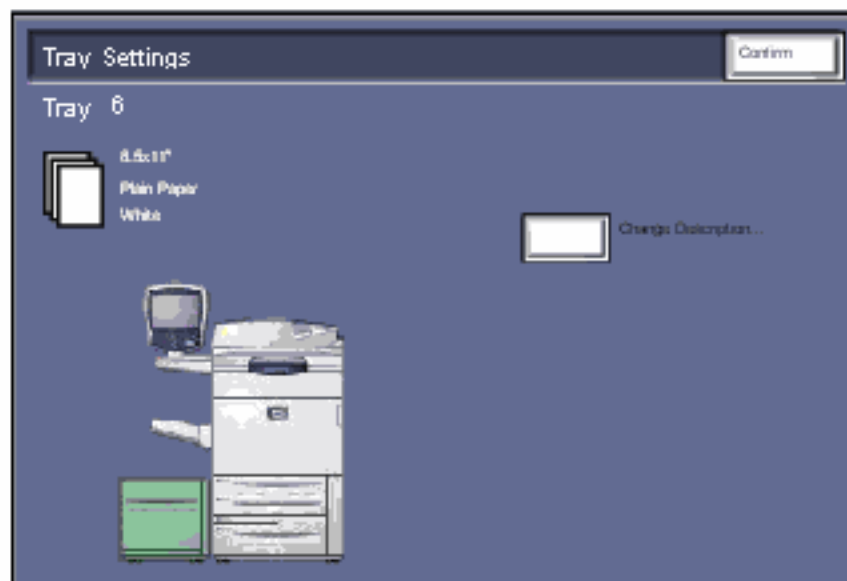 Tray Settings
Confirm
Tray 6
8.5x11"
Plain Paper
White
Change Description...